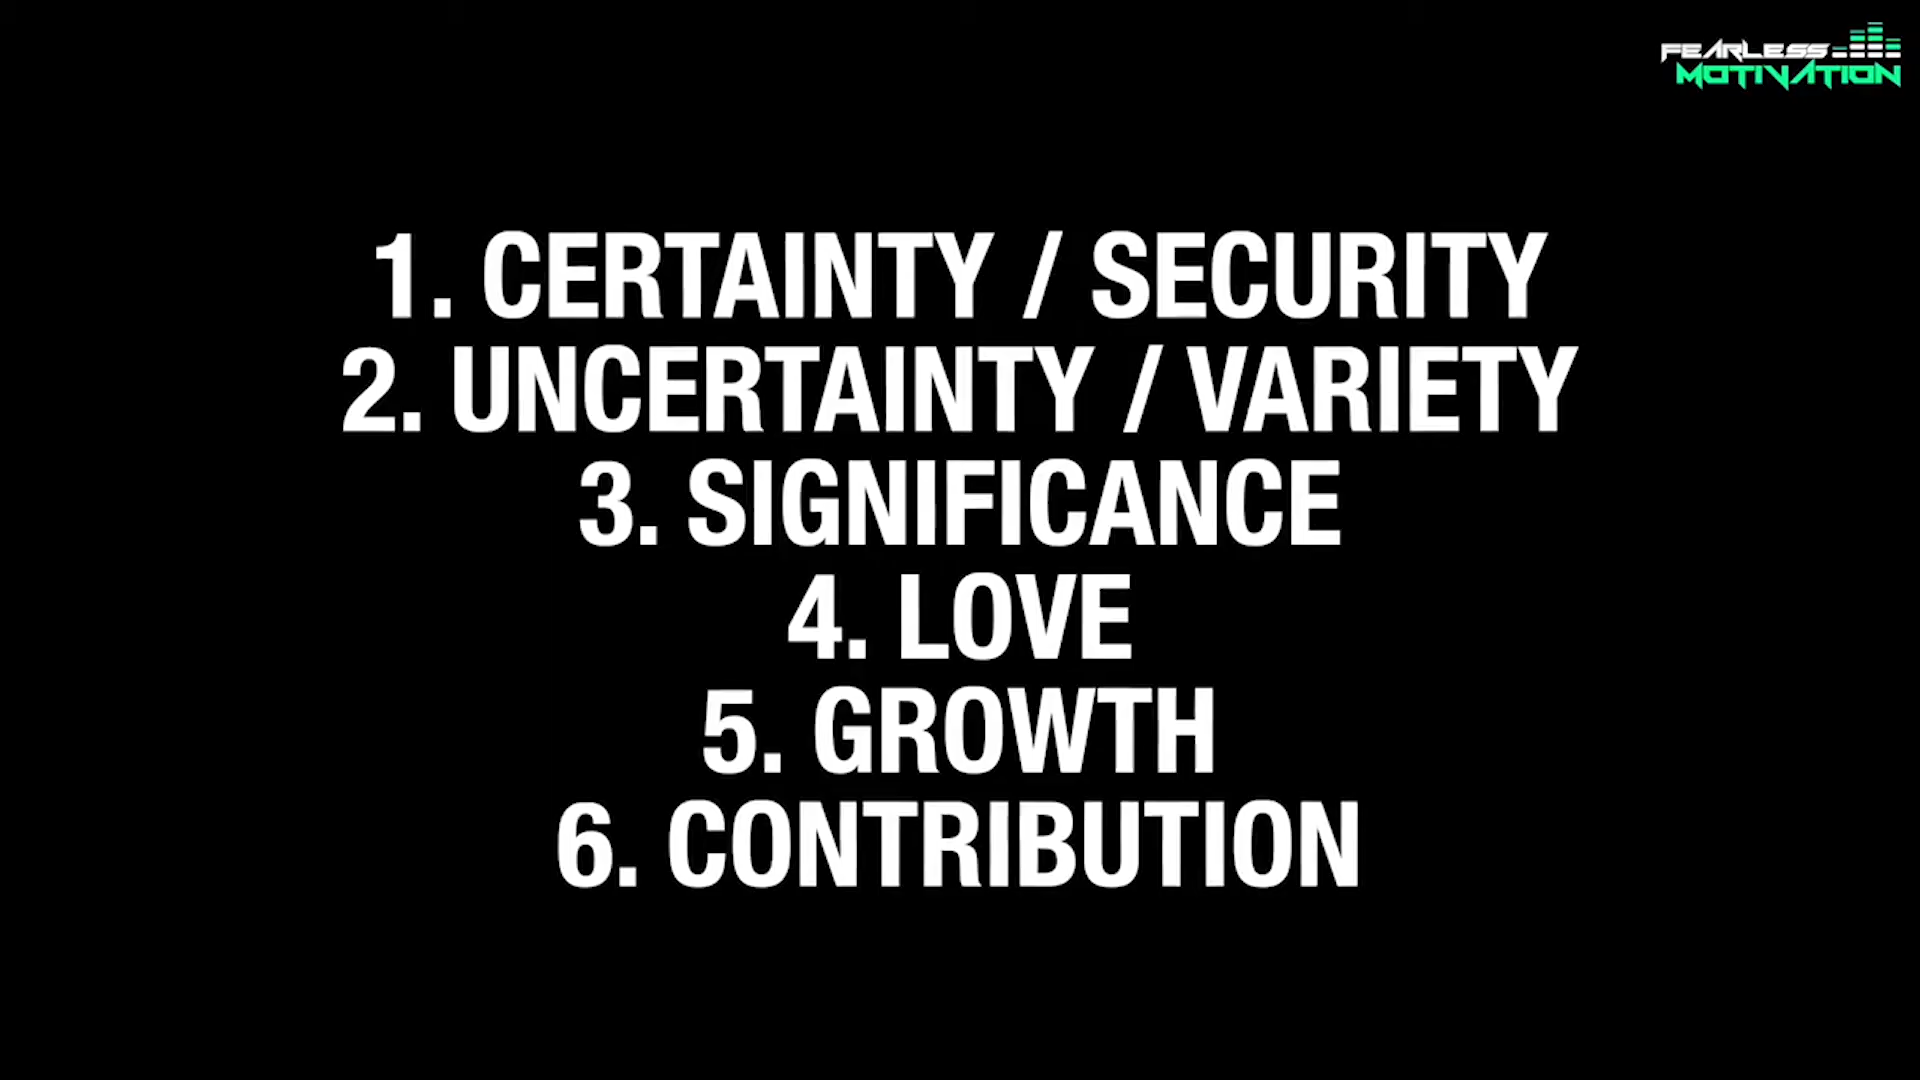 FEARLESS
MOTIVATION
1. CERTAINTY / SECURITY
2. UNCERTAINTY / VARIETY
3. SIGNIFICANCE
4. LOVE
5. GROWTH
6. CONTRIBUTION